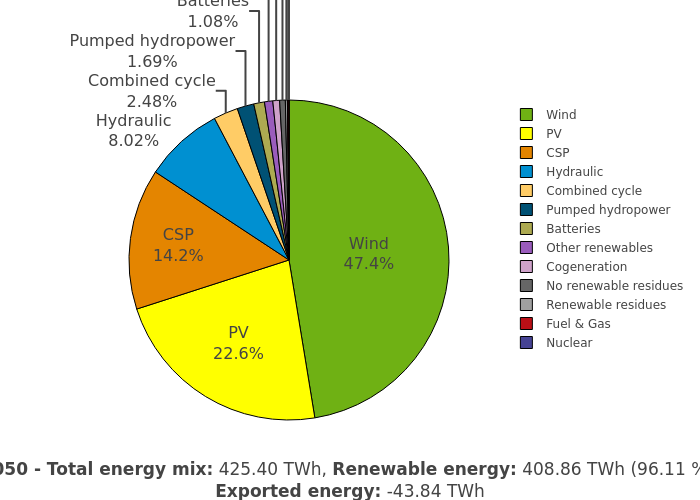 Batteries
1.08%
Pumped hydropower
1.69%
Combined cycle
2.48%
Hydraulic
8.02%
CSP
14.2%
Wind
47.4%
PV
22.6%
Wind
PV
CSP
Hydraulic
Combined cycle
Pumped hydropower
Batteries
Other renewables
Cogeneration
No renewable residues
Renewable residues
Fuel & Gas
Nuclear
050 - Total energy mix: 425.40 TWh, Renewable energy: 408.86 TWh (96.11 %
Exported energy: -43.84 TWh